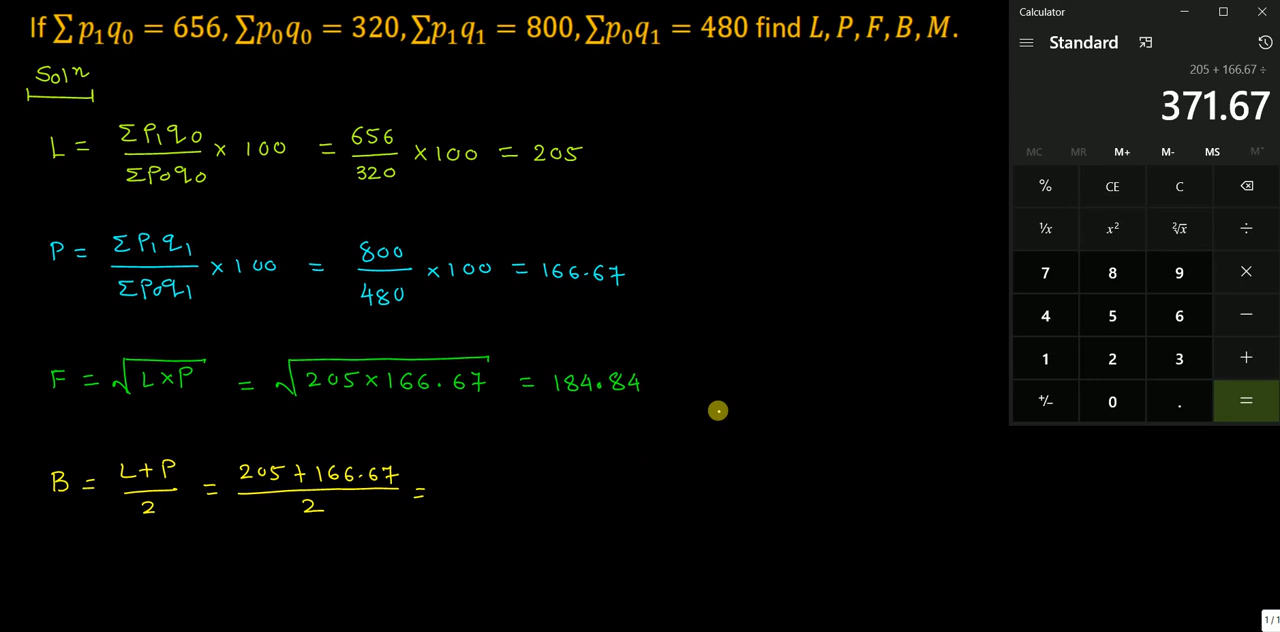 If ∑ p₁q₀ = 656, ∑p₀q₀ = 320, ∑p₁q₁ = 800, ∑p₀q₁ = 480 find L, P, F, B, M.
Solⁿ
L = ΣP₁q₀ / ΣP₀q₀ × 100 = 656 / 320 × 100 = 205
P = ΣP₁q₁ / ΣP₀q₁ × 100 = 800 / 480 × 100 = 166.67
F = √L×P = √205×166.67 = 184.84
B = L+P / 2 = 205+166.67 / 2 =
Calculator
Standard
205 + 166.67 ÷
371.67
MC MR M+ M- MS M˅
% CE C ⌫
¹/x x² ²√x ÷
7 8 9 ×
4 5 6 −
1 2 3 +
+/− 0 . =
1/1